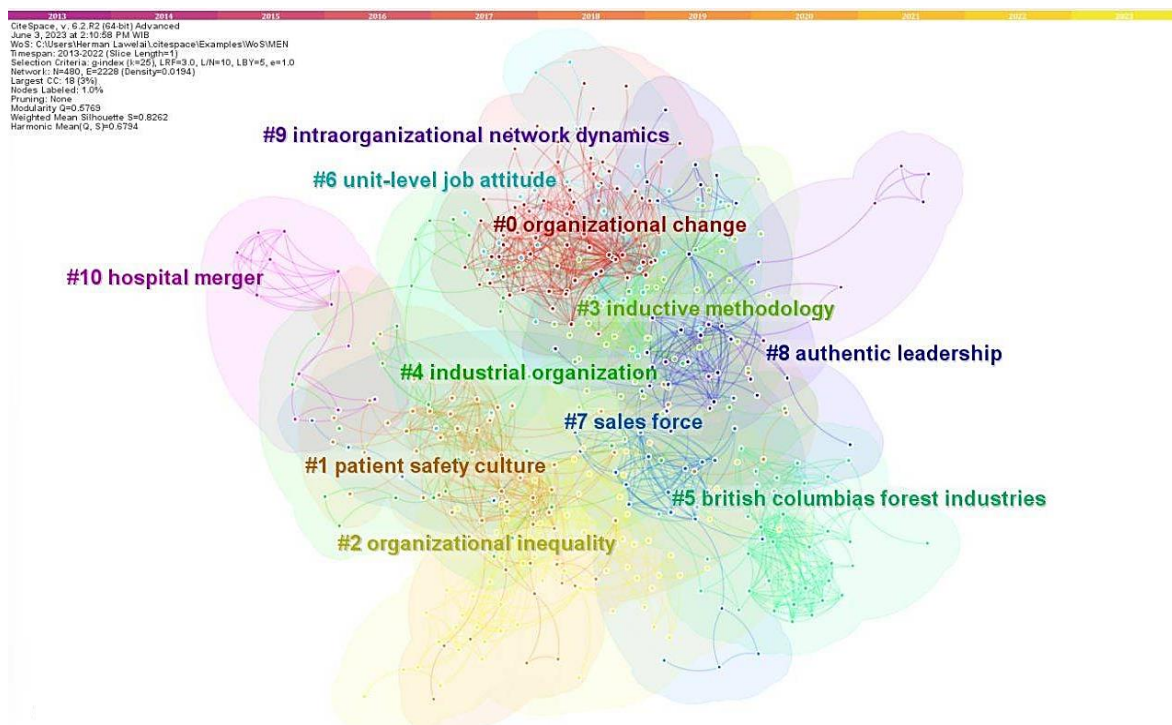 2013 2014 2015 2016 2017 2018 2019 2020 2021 2022 2023
CiteSpace, v. 6.2.R2 (64-bit) Advanced
June 3, 2023 at 2:10:58 PM WIB
WoS: C:\Users\Herman Lawelai\.citespace\Examples\WoS\MEN
Timespan: 2013-2022 (Slice Length=1)
Selection Criteria: g-index (k=25), LRF=3.0, L/N=10, LBY=5, e=1.0
Network: N=480, E=2228 (Density=0.0194)
Largest CC: 18 (3%)
Nodes Labeled: 1.0%
Pruning: None
Modularity Q=0.5769
Weighted Mean Silhouette S=0.8262
Harmonic Mean(Q, S)=0.6794
#9 intraorganizational network dynamics
#6 unit-level job attitude
#0 organizational change
#10 hospital merger
#3 inductive methodology
#8 authentic leadership
#4 industrial organization
#7 sales force
#1 patient safety culture
#5 british columbias forest industries
#2 organizational inequality